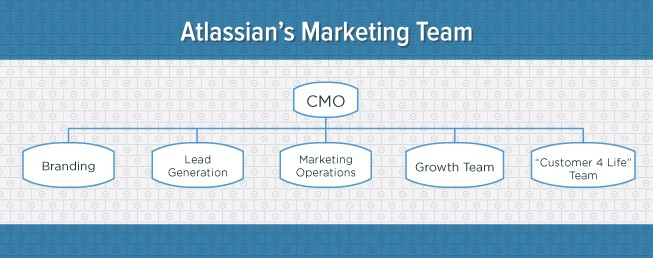 Atlassian’s Marketing Team
CMO
Branding
Lead
Generation
Marketing
Operations
Growth Team
“Customer 4 Life”
Team